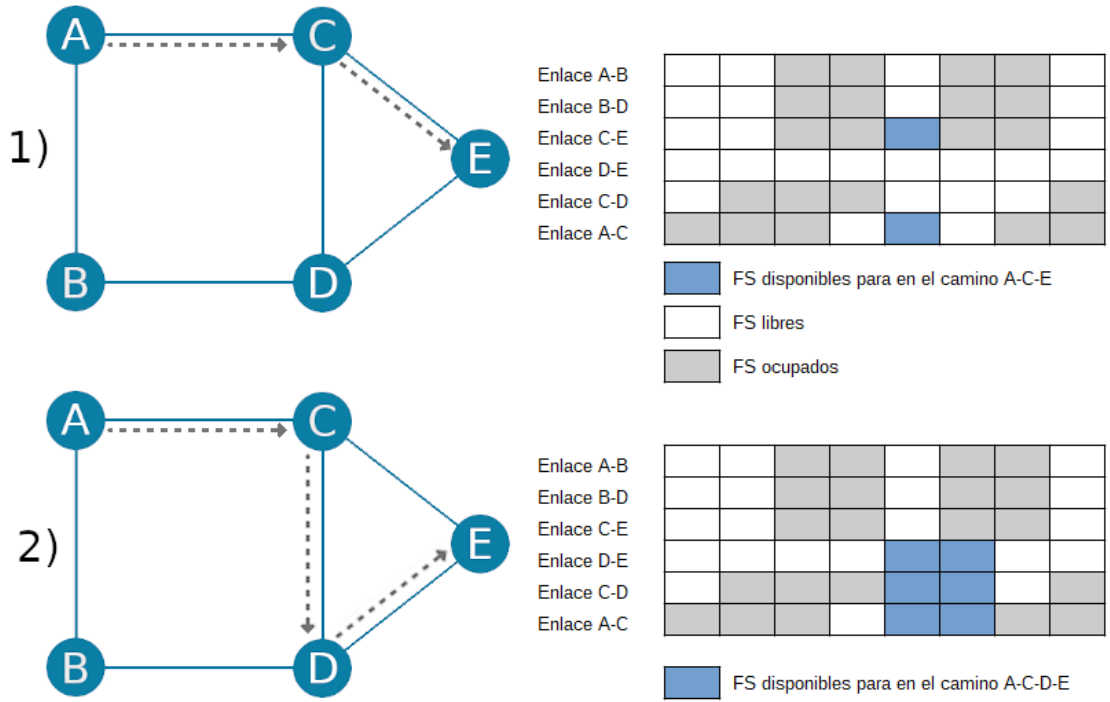 1)
A
C
E
B
D
Enlace A-B
Enlace B-D
Enlace C-E
Enlace D-E
Enlace C-D
Enlace A-C
FS disponibles para en el camino A-C-E
FS libres
FS ocupados
2)
A
C
E
B
D
Enlace A-B
Enlace B-D
Enlace C-E
Enlace D-E
Enlace C-D
Enlace A-C
FS disponibles para en el camino A-C-D-E